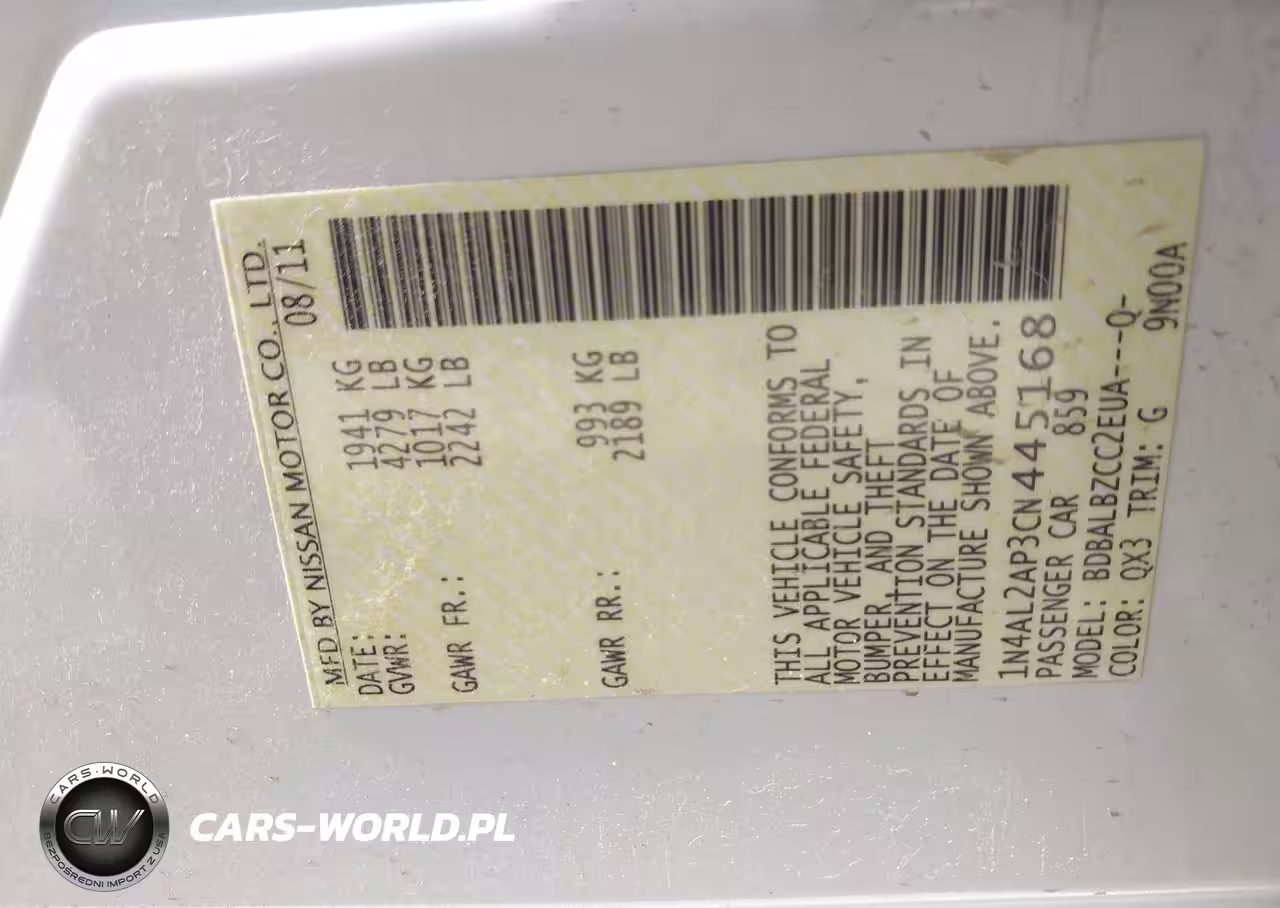 MFD BY NISSAN MOTOR CO., LTD.
DATE: 08/11
GVWR: 1941 KG
4279 LB
GAWR FR.: 1017 KG
2242 LB
GAWR RR.: 993 KG
2189 LB
THIS VEHICLE CONFORMS TO
ALL APPLICABLE FEDERAL
MOTOR VEHICLE SAFETY,
BUMPER, AND THEFT
PREVENTION STANDARDS IN
EFFECT ON THE DATE OF
MANUFACTURE SHOWN ABOVE.
1N4AL2AP3CN445168
PASSENGER CAR 859
MODEL: BDBALBZCC2EUA---Q-
COLOR: QX3 TRIM: G 9N00A
CARS-WORLD
CW
BEZPOŚREDNI IMPORT Z USA
CARS-WORLD.PL